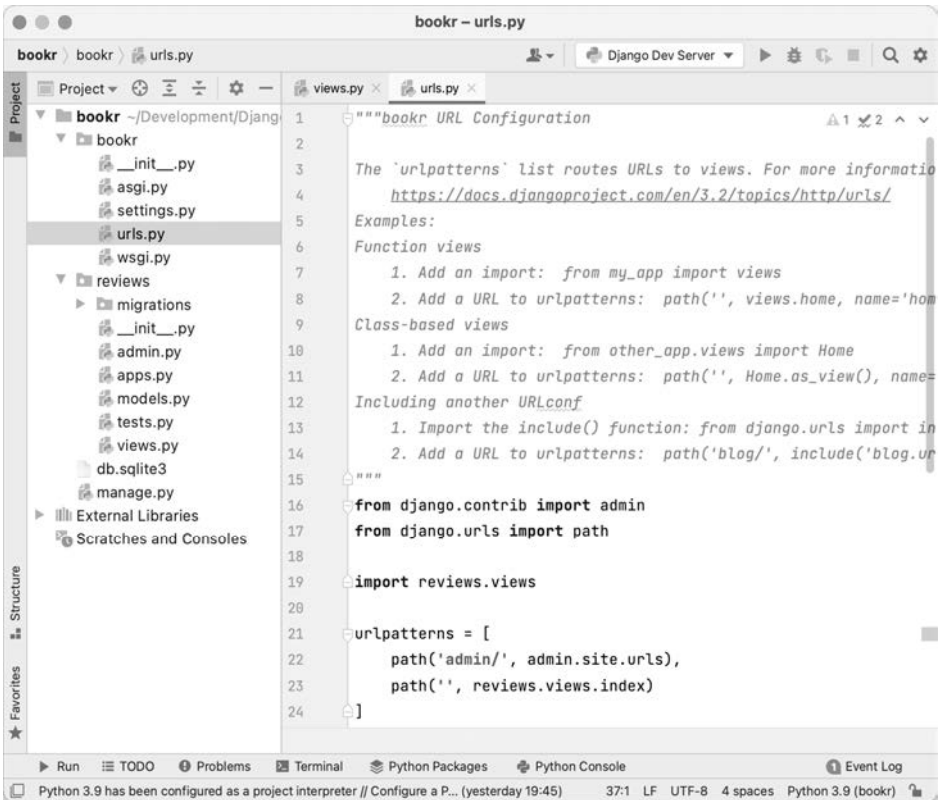 bookr – urls.py
bookr 〉 bookr 〉 urls.py
Django Dev Server
Project
Project
bookr ~/Development/Djang
bookr
__init__.py
asgi.py
settings.py
urls.py
wsgi.py
reviews
migrations
__init__.py
admin.py
apps.py
models.py
tests.py
views.py
db.sqlite3
manage.py
External Libraries
Scratches and Consoles
Structure
Favorites
views.py × urls.py ×
1 2
1 """bookr URL Configuration
2
3 The `urlpatterns` list routes URLs to views. For more informatio
4     https://docs.djangoproject.com/en/3.2/topics/http/urls/
5 Examples:
6 Function views
7     1. Add an import:  from my_app import views
8     2. Add a URL to urlpatterns:  path('', views.home, name='hom
9 Class-based views
10     1. Add an import:  from other_app.views import Home
11     2. Add a URL to urlpatterns:  path('', Home.as_view(), name=
12 Including another URLconf
13     1. Import the include() function: from django.urls import in
14     2. Add a URL to urlpatterns:  path('blog/', include('blog.ur
15 """
16 from django.contrib import admin
17 from django.urls import path
18
19 import reviews.views
20
21 urlpatterns = [
22     path('admin/', admin.site.urls),
23     path('', reviews.views.index)
24 ]
Run TODO Problems Terminal Python Packages Python Console 1 Event Log
Python 3.9 has been configured as a project interpreter // Configure a P... (yesterday 19:45) 37:1 LF UTF-8 4 spaces Python 3.9 (bookr)